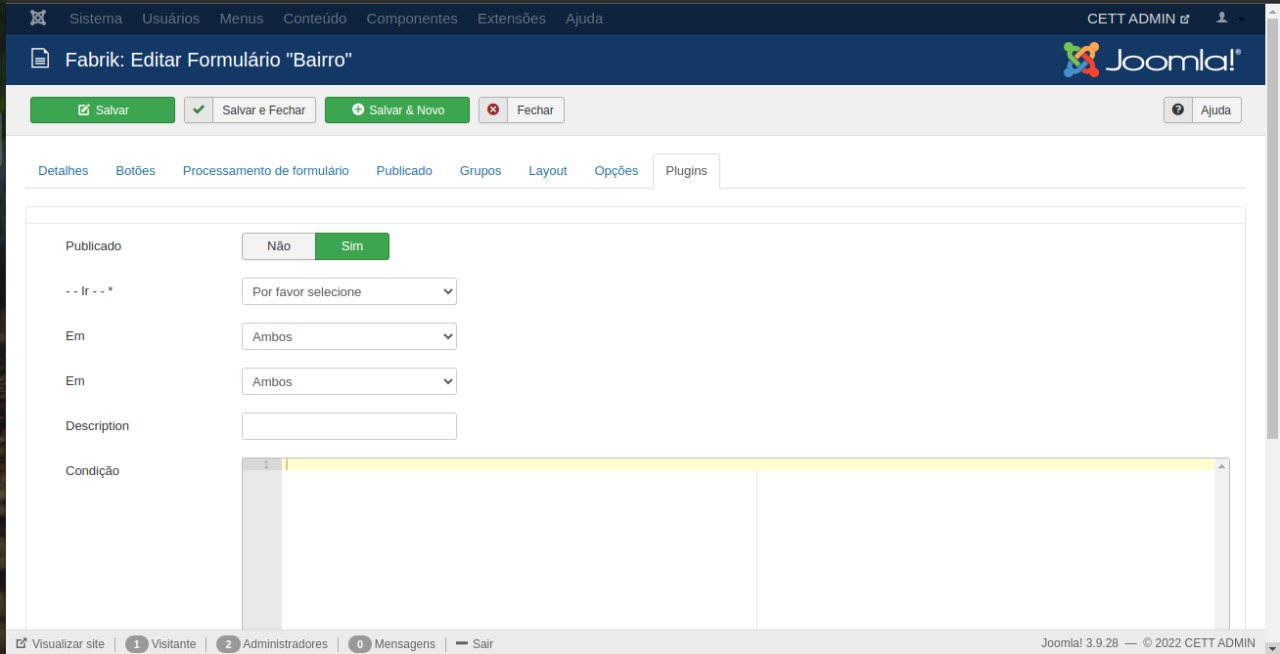 Sistema Usuários Menus Conteúdo Componentes Extensões Ajuda CETT ADMIN
Fabrik: Editar Formulário "Bairro" Joomla!®
Salvar Salvar e Fechar Salvar & Novo Fechar Ajuda
Detalhes Botões Processamento de formulário Publicado Grupos Layout Opções Plugins
Publicado Não Sim
- - Ir - - * Por favor selecione
Em Ambos
Em Ambos
Description
Condição 1
Visualizar site 1 Visitante 2 Administradores 0 Mensagens Sair Joomla! 3.9.28 — © 2022 CETT ADMIN